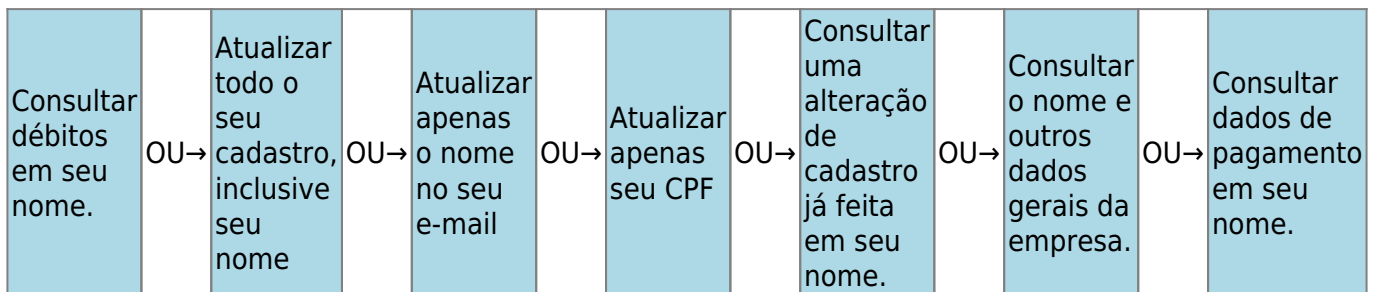 Consultar
débitos
em seu
nome.
OU→
Atualizar
todo o
seu
cadastro,
inclusive
seu
nome
OU→
Atualizar
apenas
o nome
no seu
e-mail
OU→
Atualizar
apenas
seu CPF
OU→
Consultar
uma
alteração
de
cadastro
já feita
em seu
nome.
OU→
Consultar
o nome e
outros
dados
gerais da
empresa.
OU→
Consultar
dados de
pagamento
em seu
nome.